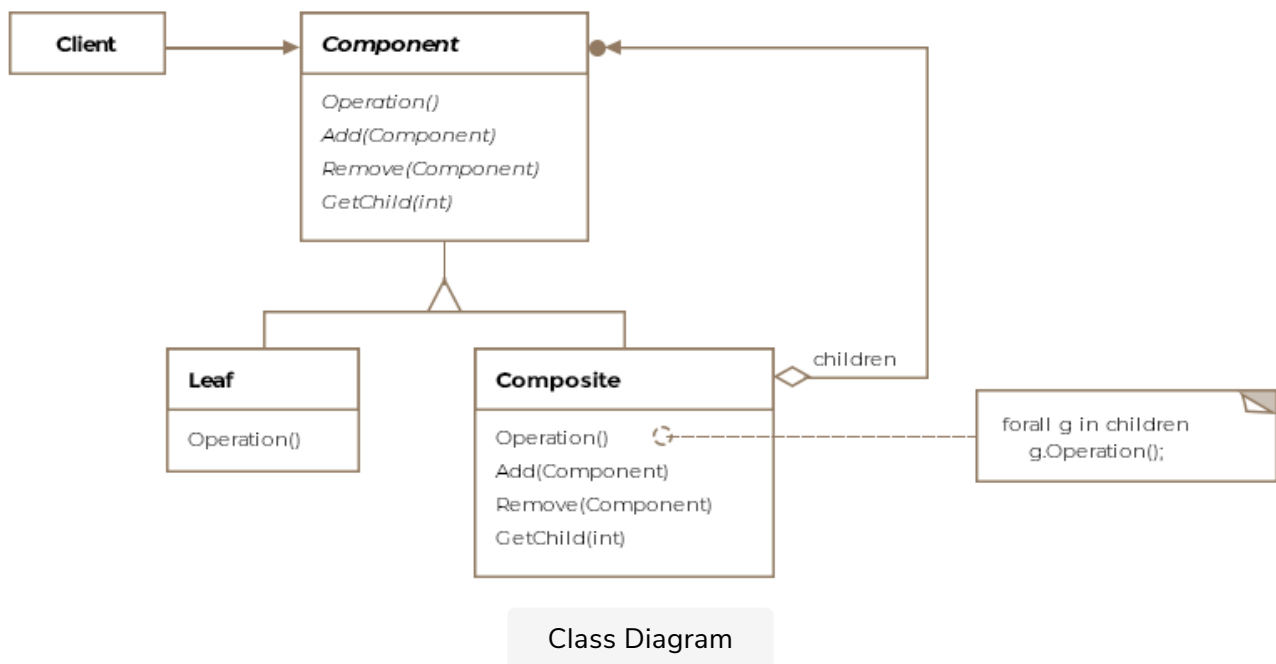 Client
Component
Operation()
Add(Component)
Remove(Component)
GetChild(int)
Leaf
Operation()
Composite
Operation()
Add(Component)
Remove(Component)
GetChild(int)
children
forall g in children
g.Operation();
Class Diagram